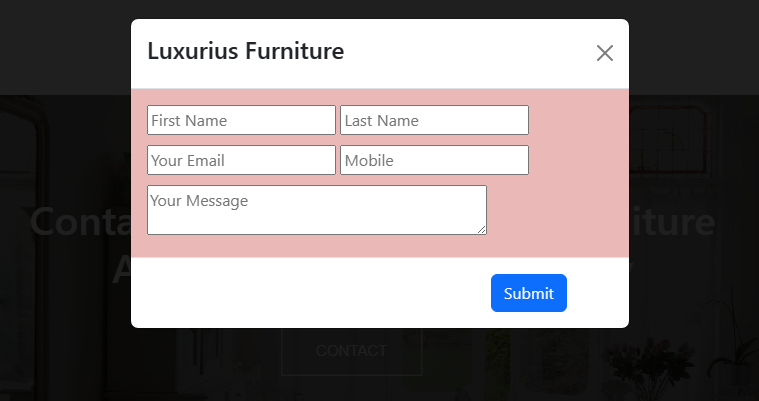 Luxurius Furniture
First Name Last Name
Your Email Mobile
Your Message
Submit
CONTACT